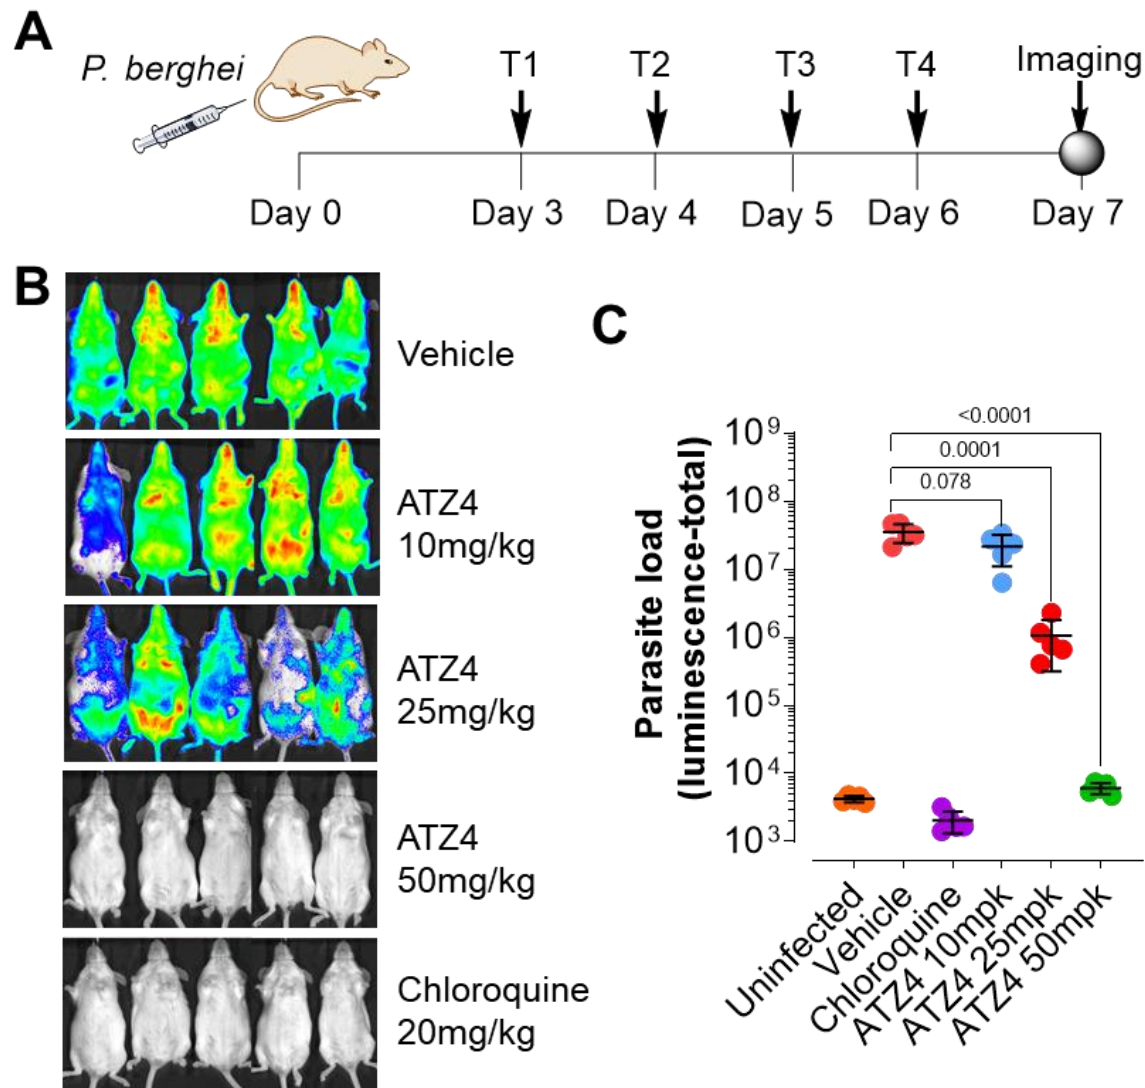 A
P. berghei
T1 T2 T3 T4 Imaging
Day 0 Day 3 Day 4 Day 5 Day 6 Day 7
B
Vehicle
ATZ4
10mg/kg
ATZ4
25mg/kg
ATZ4
50mg/kg
Chloroquine
20mg/kg
C
Parasite load
(luminescence-total)
10⁹
10⁸
10⁷
10⁶
10⁵
10⁴
10³
<0.0001
0.0001
0.078
Uninfected
Vehicle
Chloroquine
ATZ4 10mpk
ATZ4 25mpk
ATZ4 50mpk